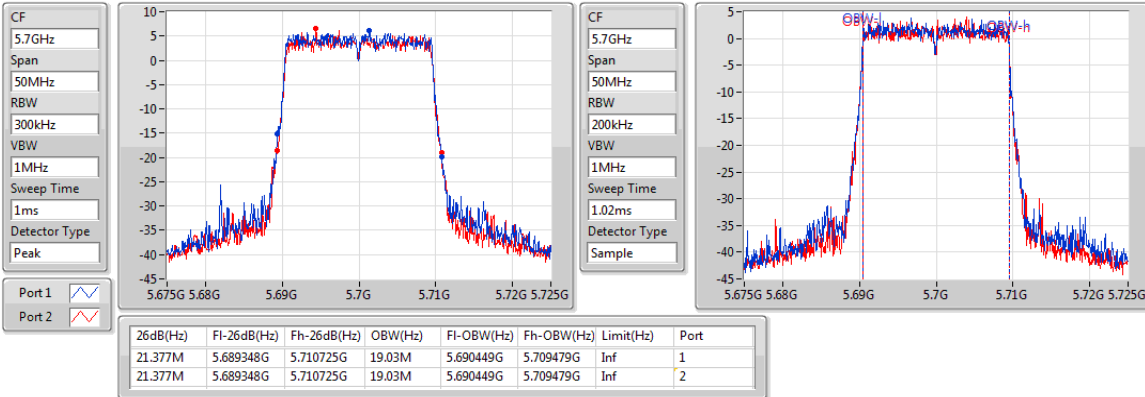 CF
5.7GHz
Span
50MHz
RBW
300kHz
VBW
1MHz
Sweep Time
1ms
Detector Type
Peak
Port 1
Port 2
10
5
0
-5
-10
-15
-20
-25
-30
-35
-40
-45
5.675G 5.68G 5.69G 5.7G 5.71G 5.72G 5.725G
CF
5.7GHz
Span
50MHz
RBW
200kHz
VBW
1MHz
Sweep Time
1.02ms
Detector Type
Sample
OBW-l
OBW-h
5
0
-5
-10
-15
-20
-25
-30
-35
-40
-45
5.675G 5.68G 5.69G 5.7G 5.71G 5.72G 5.725G
26dB(Hz) Fl-26dB(Hz) Fh-26dB(Hz) OBW(Hz) Fl-OBW(Hz) Fh-OBW(Hz) Limit(Hz) Port
21.377M 5.689348G 5.710725G 19.03M 5.690449G 5.709479G Inf 1
21.377M 5.689348G 5.710725G 19.03M 5.690449G 5.709479G Inf 2